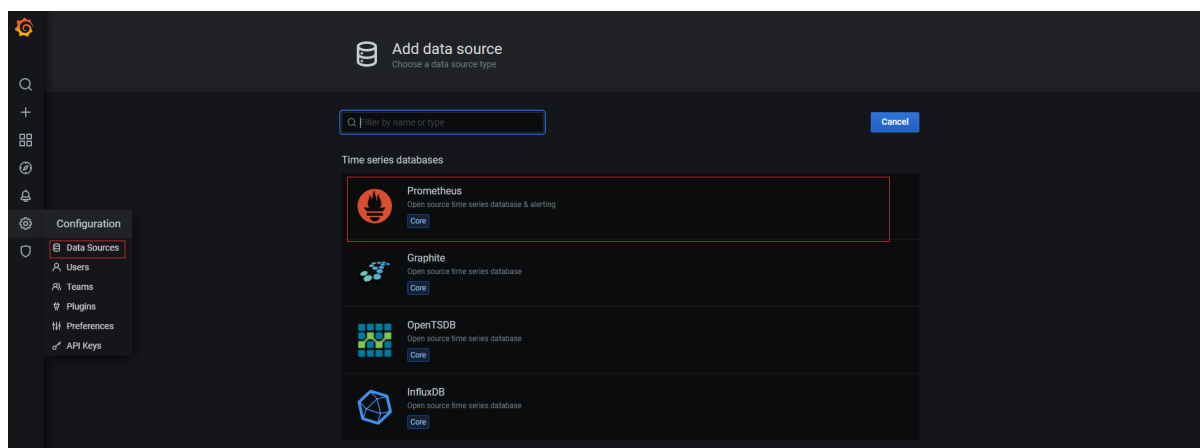 Add data source
Choose a data source type
Filter by name or type
Cancel
Time series databases
Prometheus
Open source time series database & alerting
Core
Graphite
Open source time series database
Core
OpenTSDB
Open source time series database
Core
InfluxDB
Open source time series database
Core
Configuration
Data Sources
Users
Teams
Plugins
Preferences
API Keys